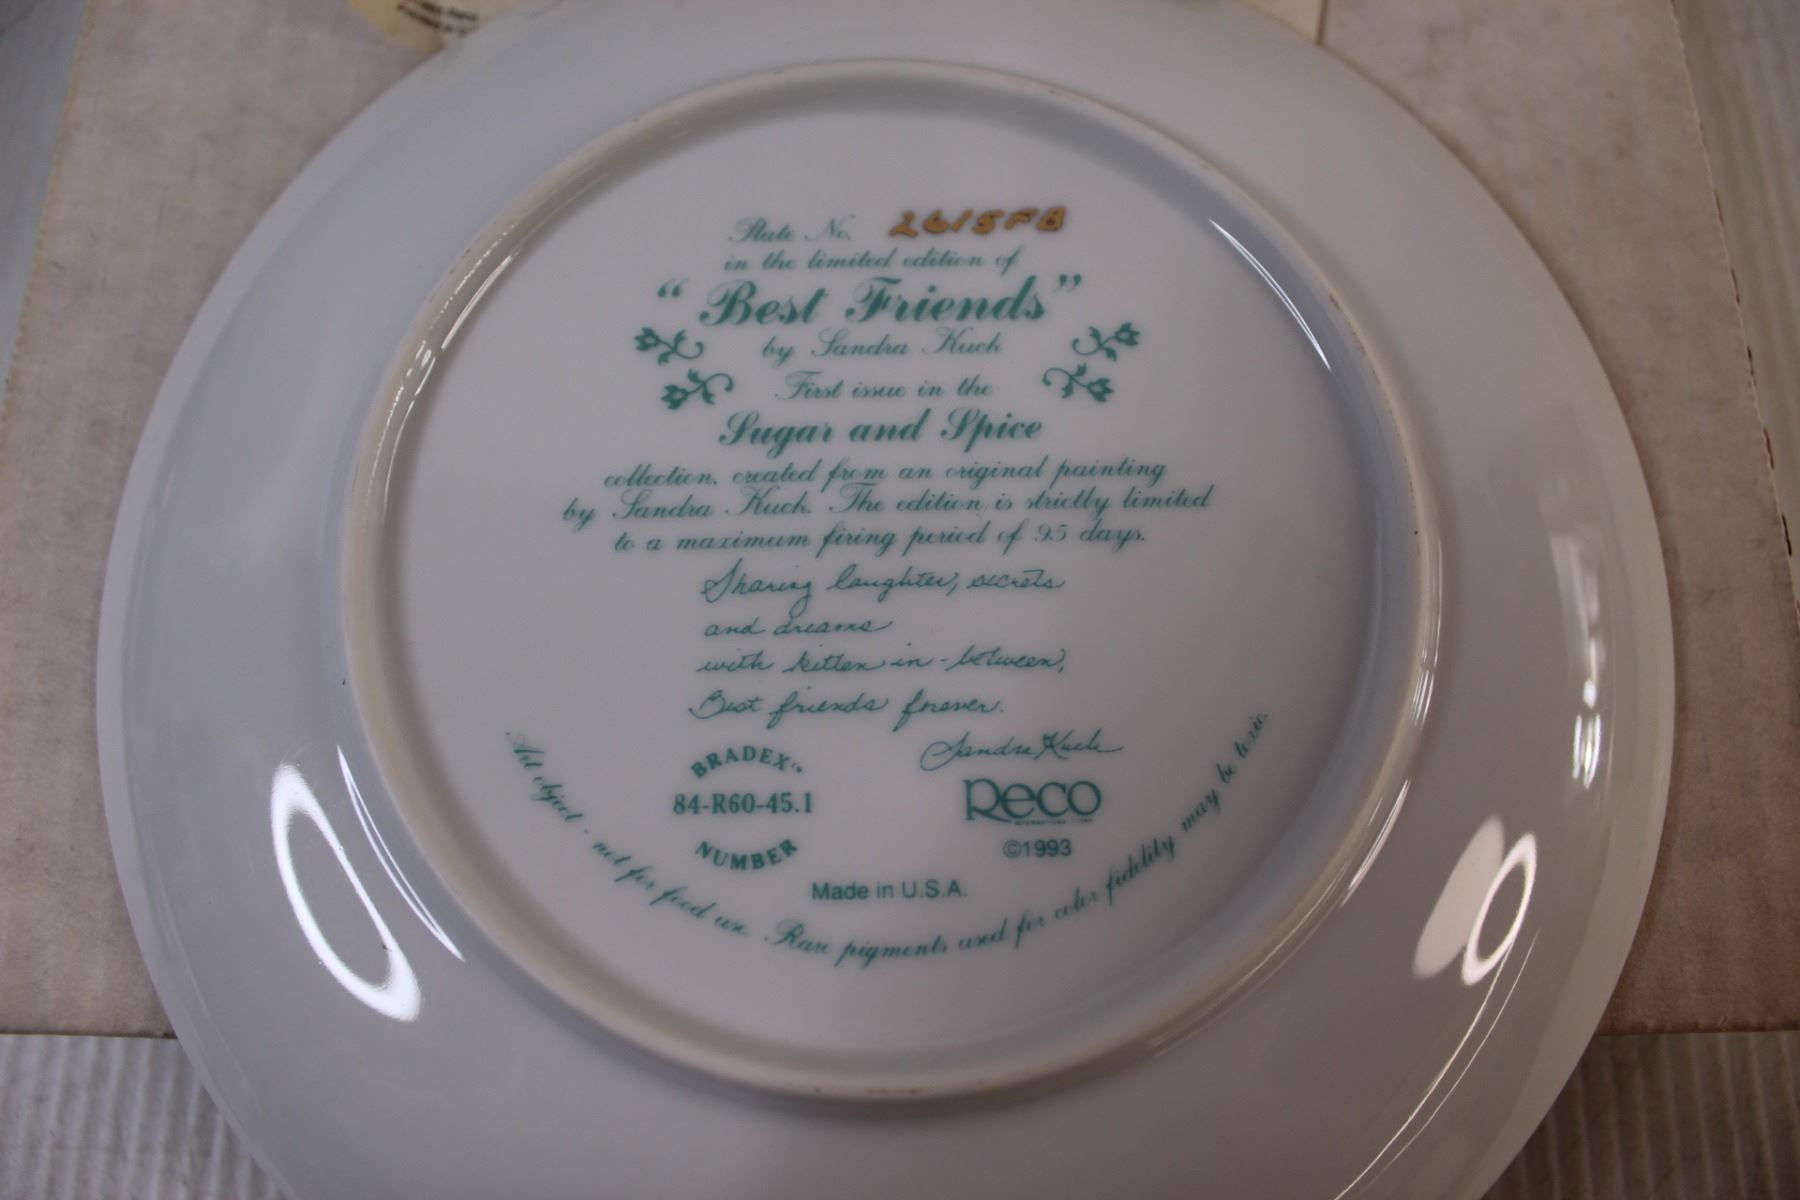 Plate No. 2615FB
in the limited edition of
“Best Friends”
by Sandra Kuck
First issue in the
Sugar and Spice
collection, created from an original painting
by Sandra Kuck. The edition is strictly limited
to a maximum firing period of 95 days.
Sharing laughter, secrets
and dreams
with kitten in-between,
Best friends forever.
Sandra Kuck
BRADEX™
84-R60-45.1
NUMBER
Reco
INTERNATIONAL
©1993
Made in U.S.A.
Art object - not for food use. Rare pigments used for color fidelity may be toxic.